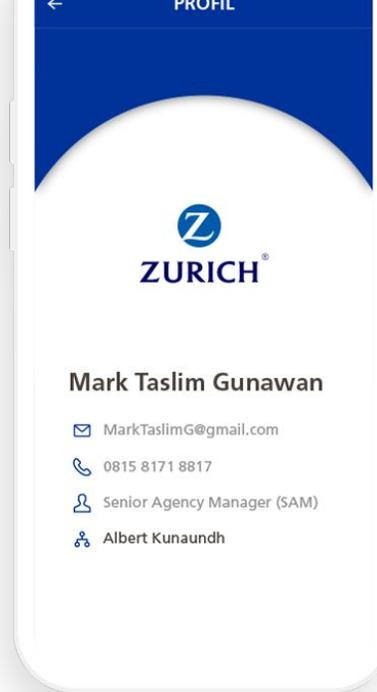 PROFIL
Z
ZURICH®
Mark Taslim Gunawan
MarkTaslimG@gmail.com
0815 8171 8817
Senior Agency Manager (SAM)
Albert Kunaundh